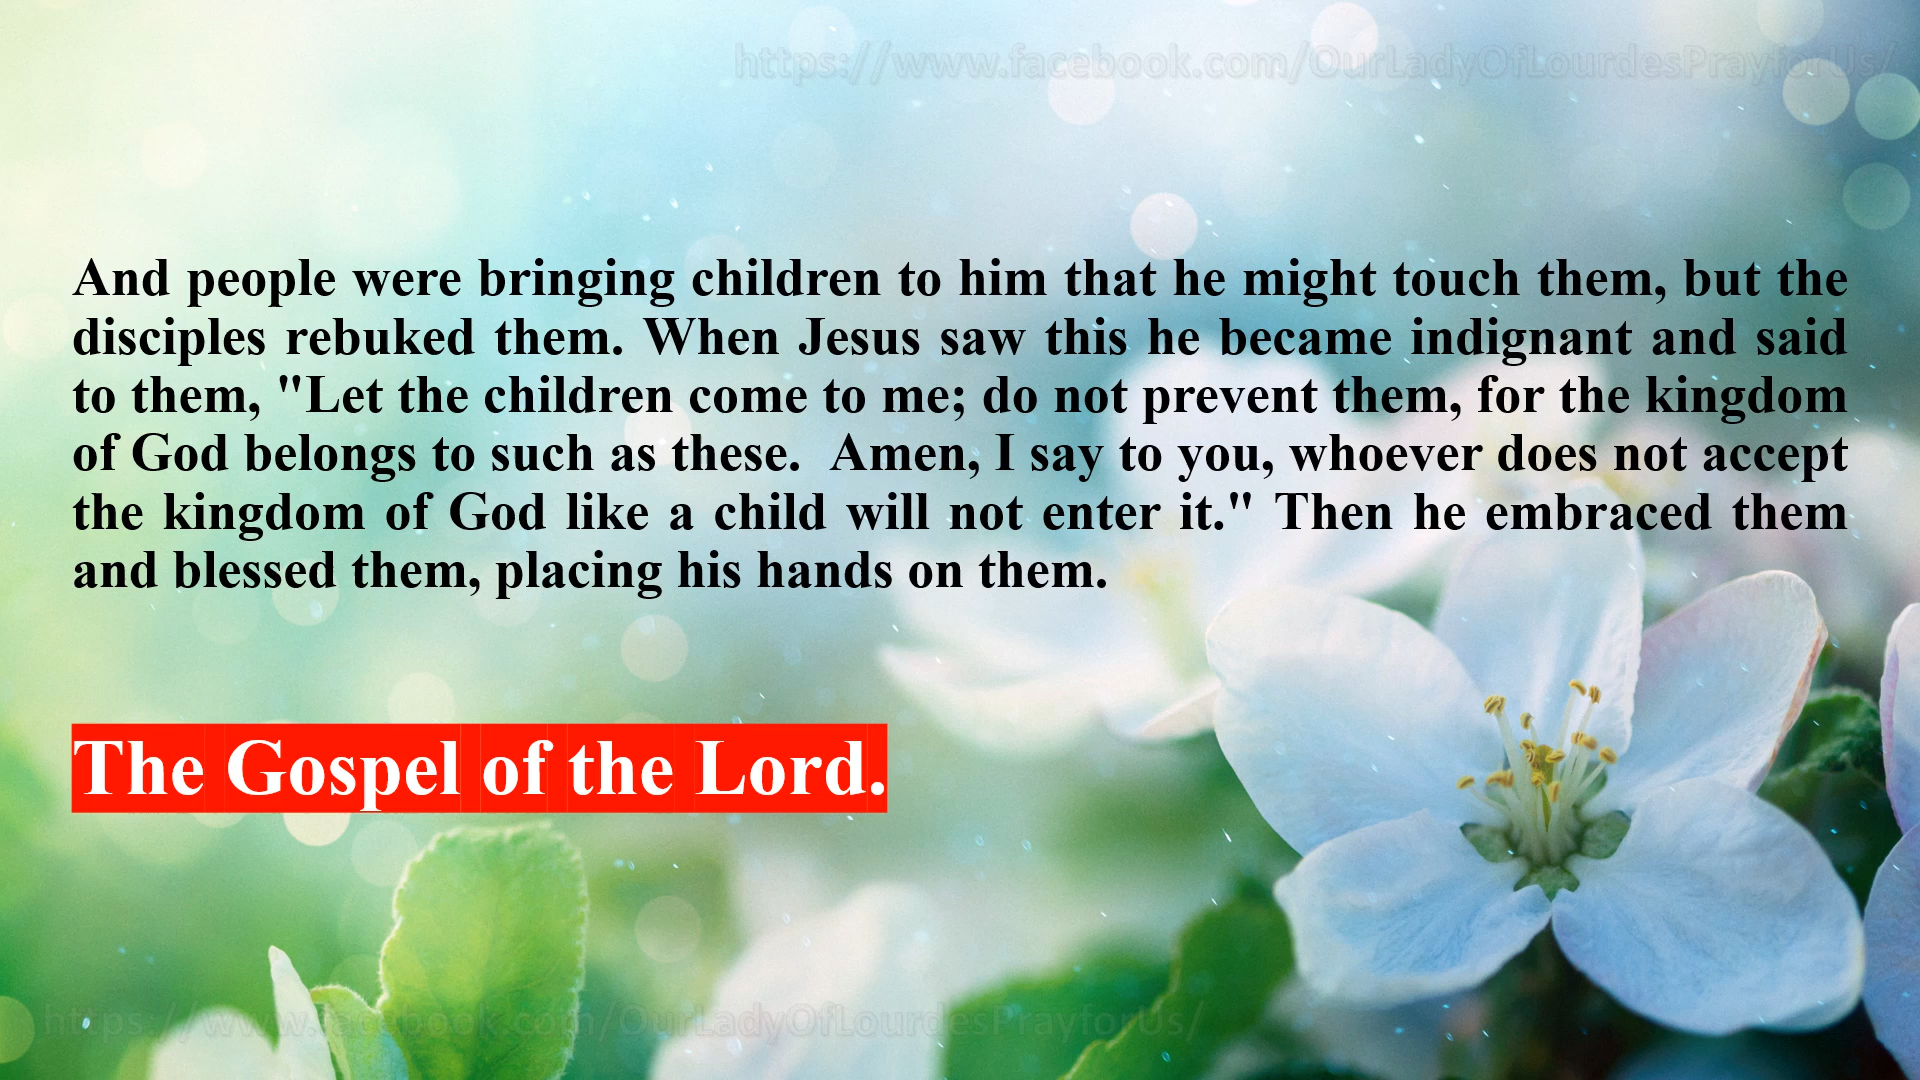 https://www.facebook.com/OurLadyOfLourdesPrayforUs/
And people were bringing children to him that he might touch them, but the
disciples rebuked them. When Jesus saw this he became indignant and said
to them, "Let the children come to me; do not prevent them, for the kingdom
of God belongs to such as these.  Amen, I say to you, whoever does not accept
the kingdom of God like a child will not enter it." Then he embraced them
and blessed them, placing his hands on them.
The Gospel of the Lord.
https://www.facebook.com/OurLadyOfLourdesPrayforUs/